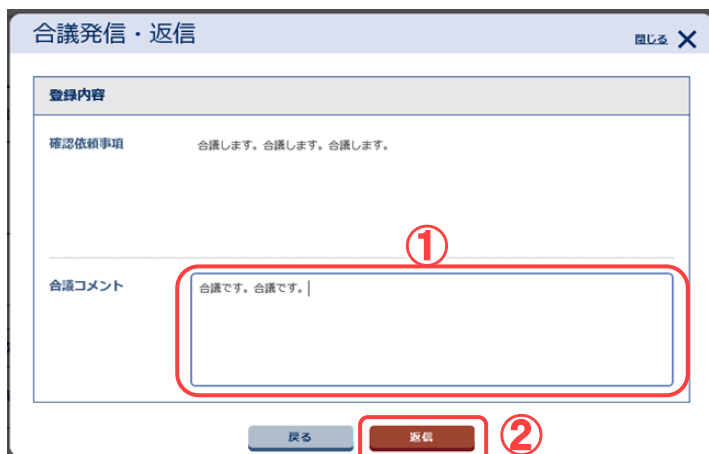 合議発信・返信
閉じる
登録内容
確認依頼事項
合議します。合議します。合議します。
①
合議コメント
合議です。合議です。
戻る
返信
②